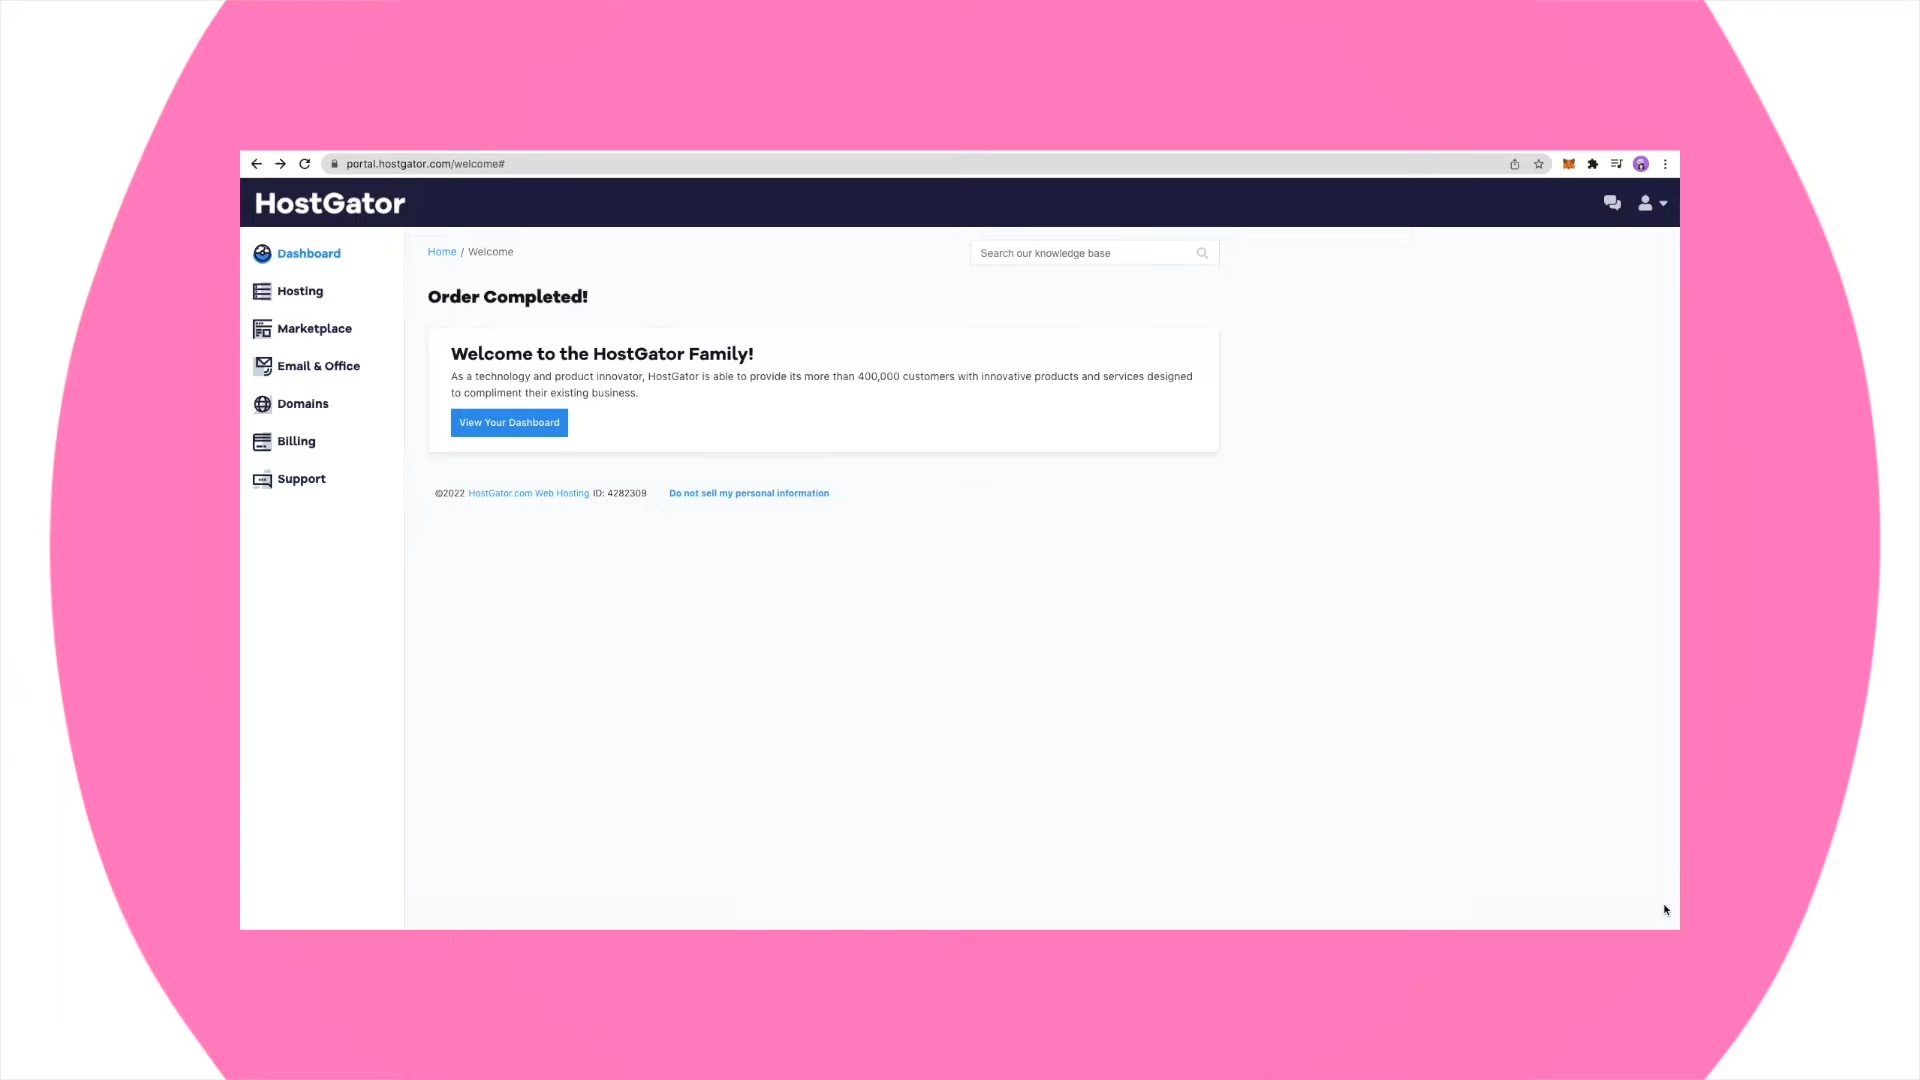 portal.hostgator.com/welcome#
HostGator
Dashboard
Hosting
Marketplace
Email & Office
Domains
Billing
Support
Home / Welcome
Search our knowledge base
Order Completed!
Welcome to the HostGator Family!
As a technology and product innovator, HostGator is able to provide its more than 400,000 customers with innovative products and services designed
to compliment their existing business.
View Your Dashboard
©2022 HostGator.com Web Hosting ID: 4282309 Do not sell my personal information